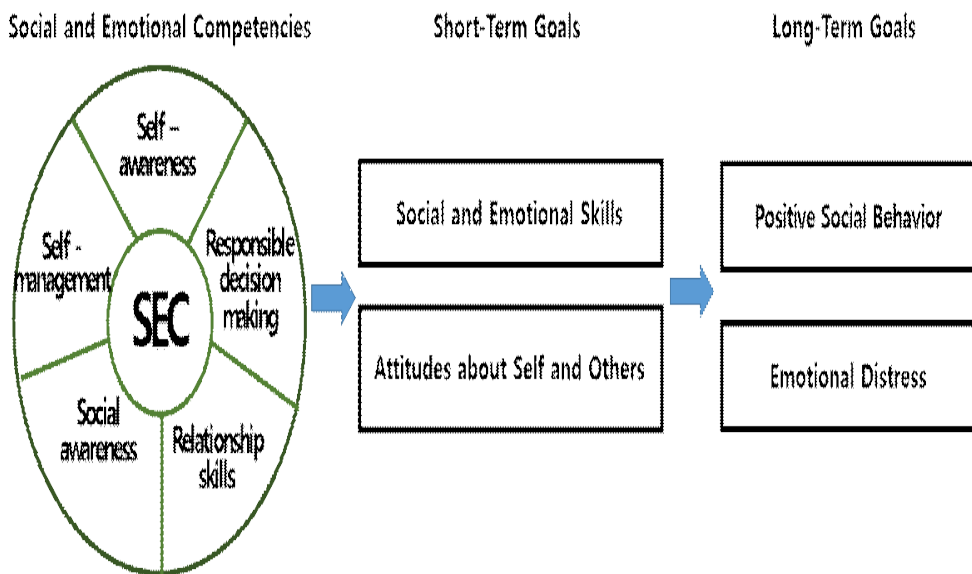 Social and Emotional Competencies
Short-Term Goals
Long-Term Goals
Self –
awareness
Self -
management
Responsible
decision
making
SEC
Social
awareness
Relationship
skills
Social and Emotional Skills
Attitudes about Self and Others
Positive Social Behavior
Emotional Distress